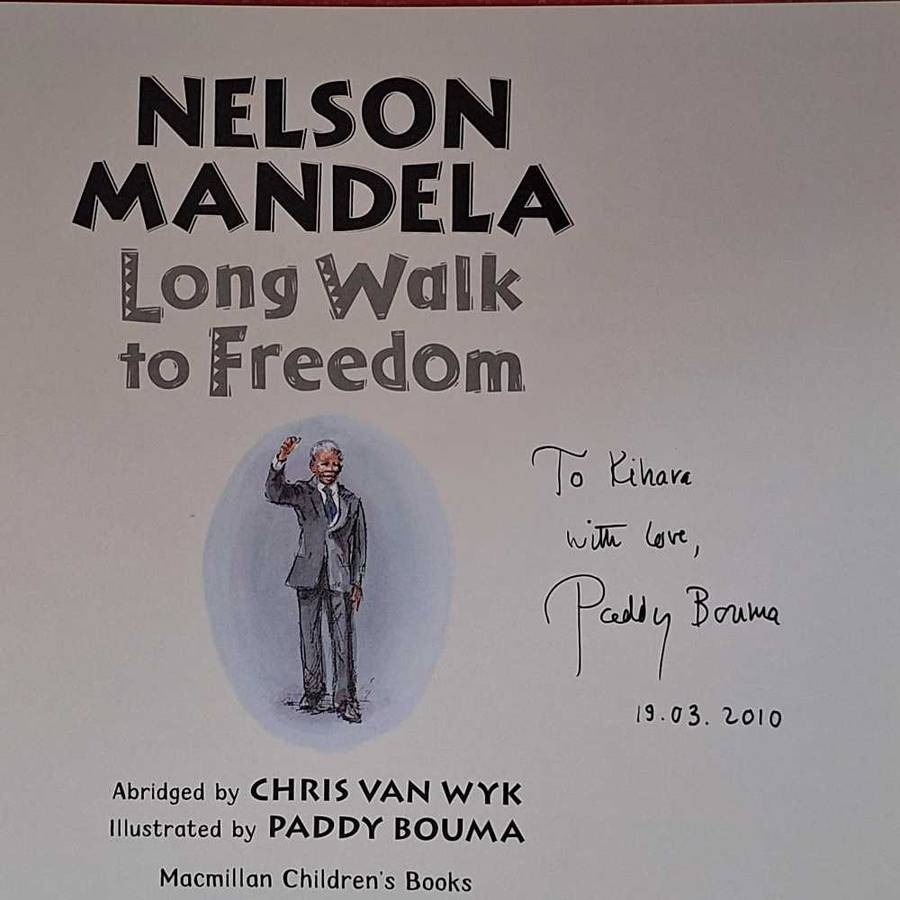 NELSON
MANDELA
Long Walk
to Freedom
To Kihara
with love,
Paddy Bouma
19.03.2010
Abridged by CHRIS VAN WYK
Illustrated by PADDY BOUMA
Macmillan Children's Books